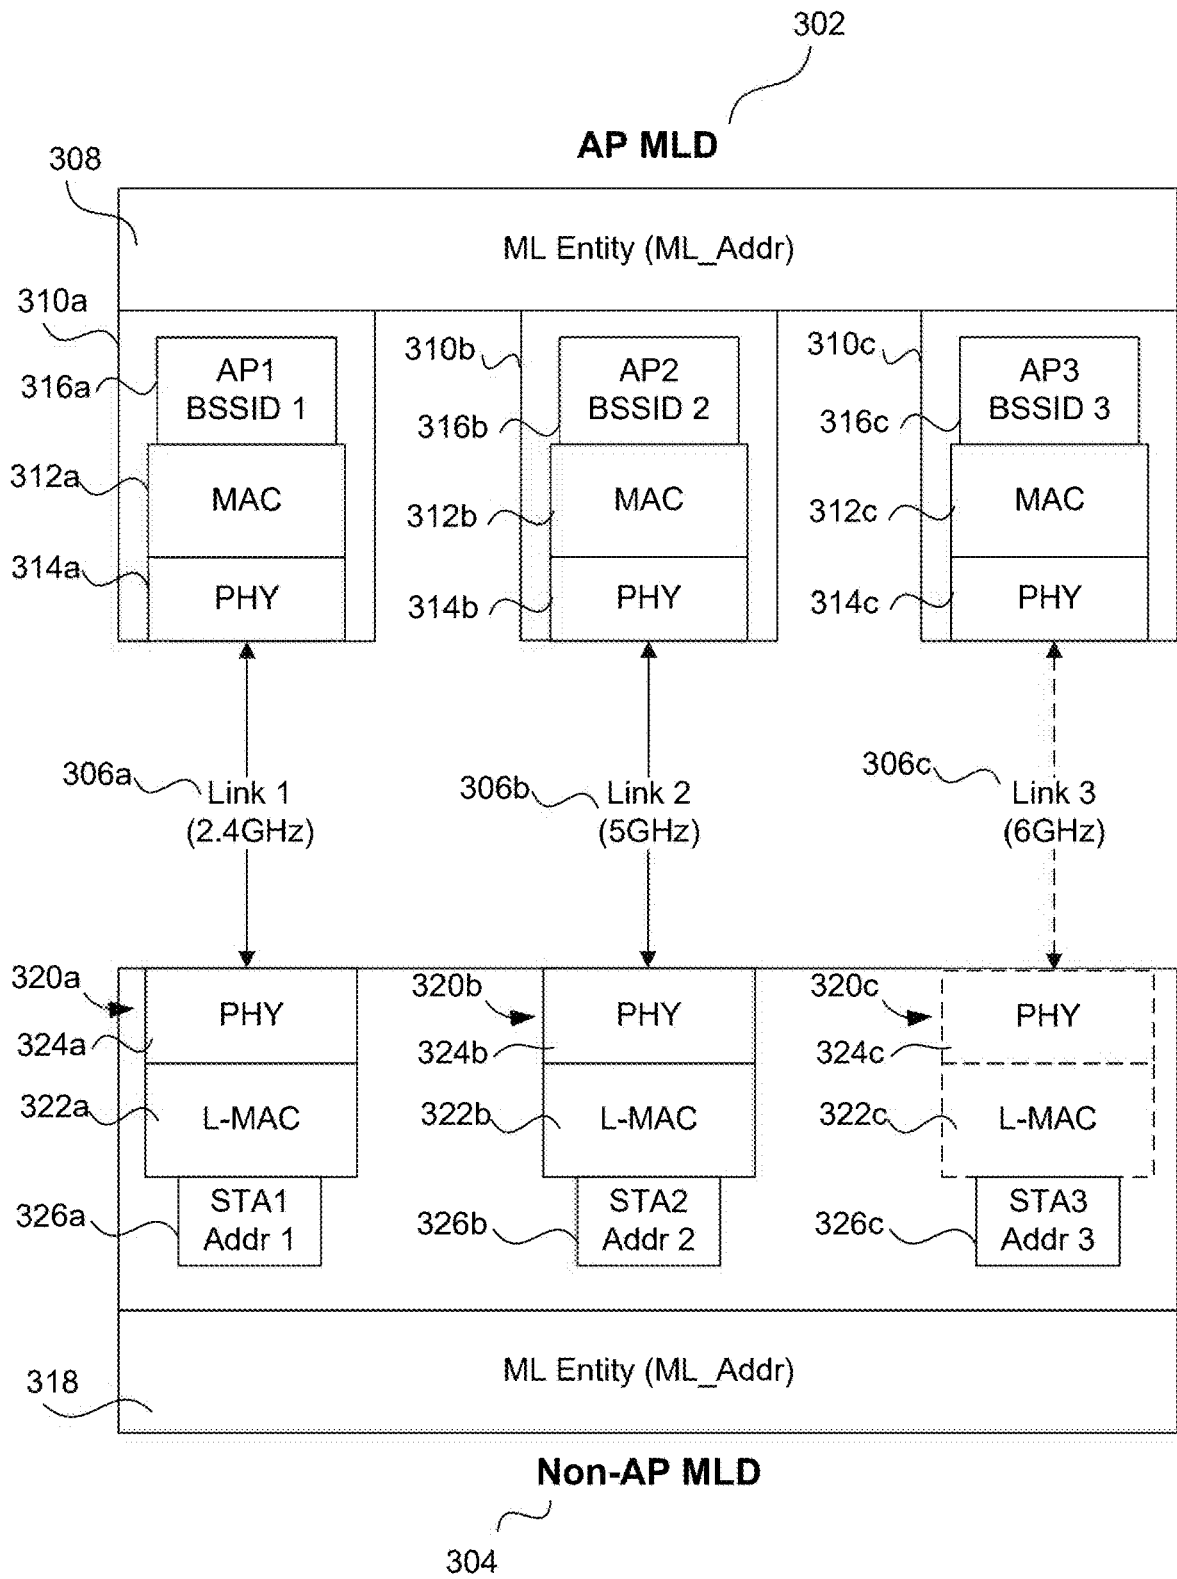 302
AP MLD
308
ML Entity (ML_Addr)
310a
310b
310c
AP1
BSSID 1
AP2
BSSID 2
AP3
BSSID 3
316a
316b
316c
312a
MAC
312b
MAC
312c
MAC
314a
PHY
314b
PHY
314c
PHY
306a
Link 1
(2.4GHz)
306b
Link 2
(5GHz)
306c
Link 3
(6GHz)
320a
PHY
320b
PHY
320c
PHY
324a
324b
324c
322a
L-MAC
322b
L-MAC
322c
L-MAC
326a
STA1
Addr 1
326b
STA2
Addr 2
326c
STA3
Addr 3
ML Entity (ML_Addr)
318
Non-AP MLD
304